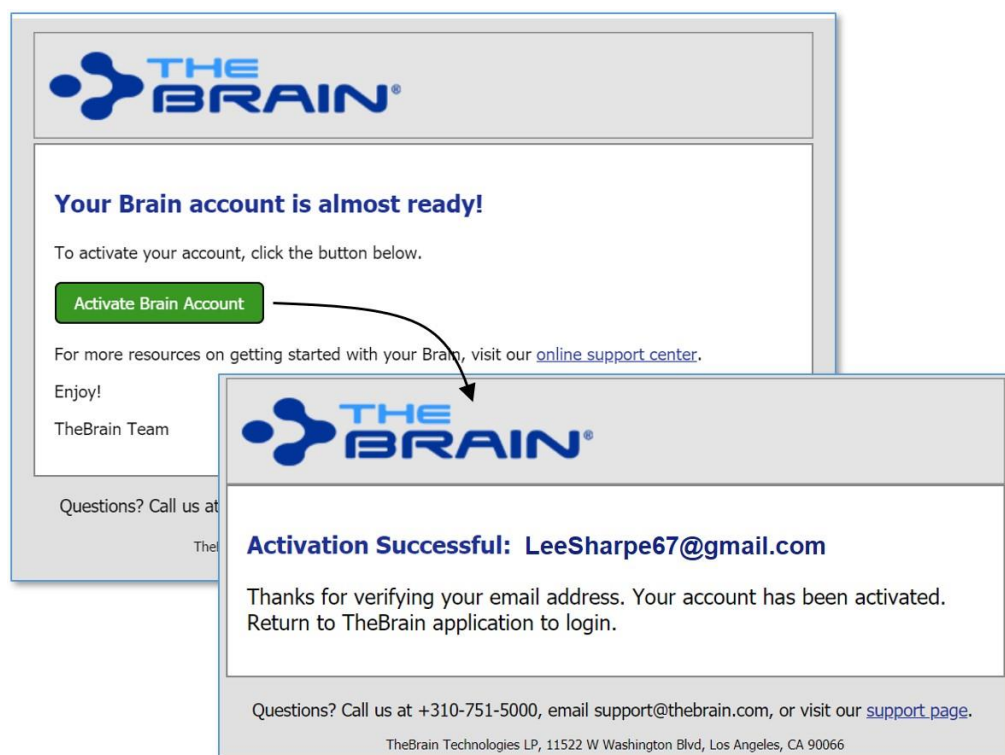 THE
BRAIN®
Your Brain account is almost ready!
To activate your account, click the button below.
Activate Brain Account
For more resources on getting started with your Brain, visit our online support center.
Enjoy!
TheBrain Team
Questions? Call us at
THE
BRAIN®
Activation Successful: LeeSharpe67@gmail.com
Thanks for verifying your email address. Your account has been activated.
Return to TheBrain application to login.
Questions? Call us at +310-751-5000, email support@thebrain.com, or visit our support page.
TheBrain Technologies LP, 11522 W Washington Blvd, Los Angeles, CA 90066